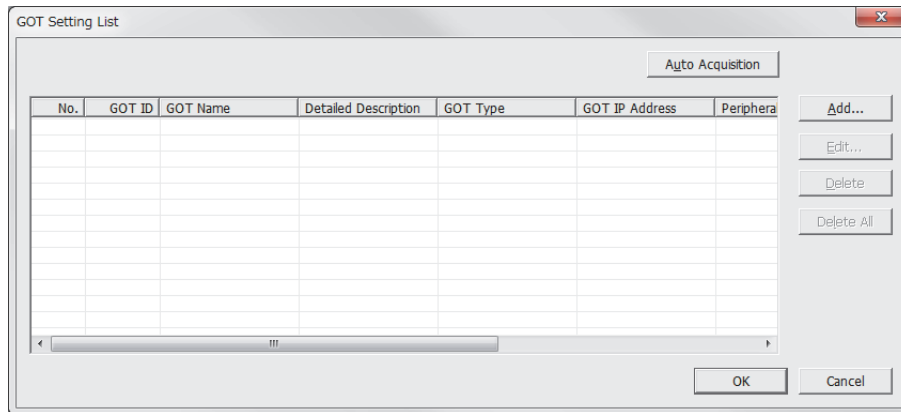 GOT Setting List
Auto Acquisition
No. GOT ID GOT Name Detailed Description GOT Type GOT IP Address Periphera
Add...
Edit...
Delete
Delete All
OK Cancel